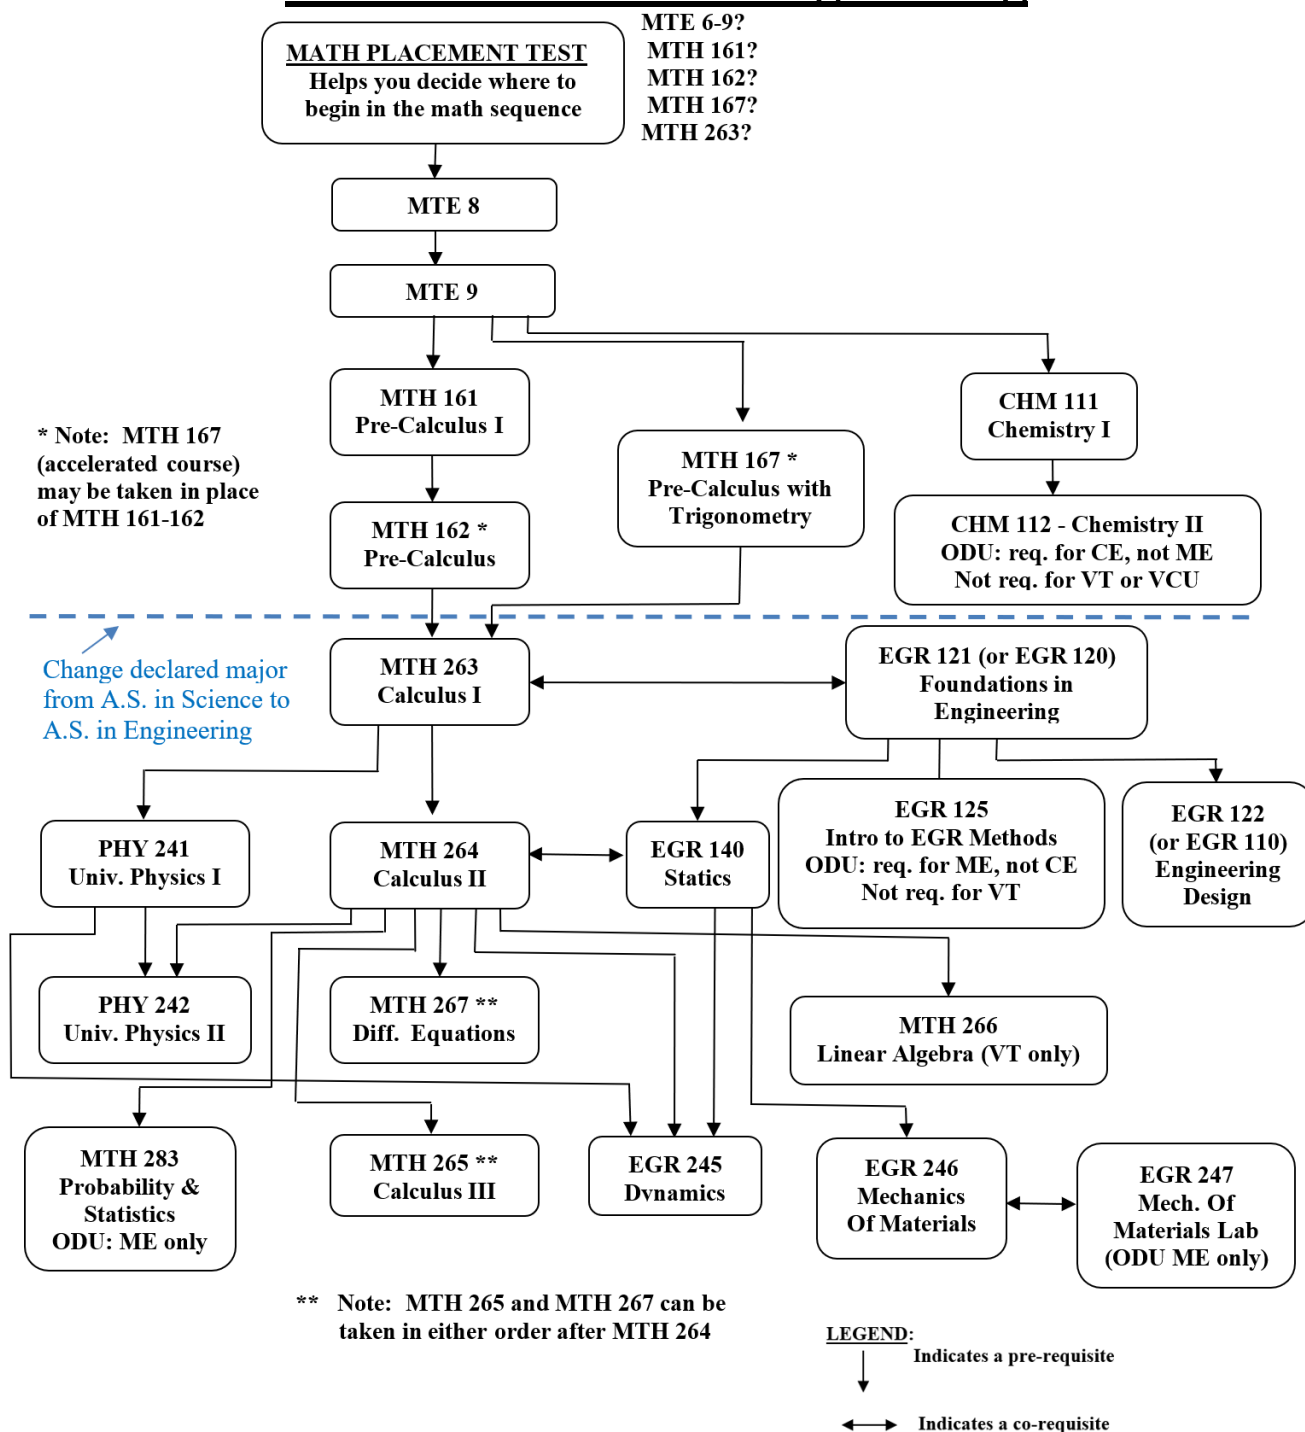 MTE 6-9?
MTH 161?
MTH 162?
MTH 167?
MTH 263?
MATH PLACEMENT TEST
Helps you decide where to
begin in the math sequence
MTE 8
MTE 9
MTH 161
Pre-Calculus I
CHM 111
Chemistry I
* Note: MTH 167
(accelerated course)
may be taken in place
of MTH 161-162
MTH 167 *
Pre-Calculus with
Trigonometry
MTH 162 *
Pre-Calculus
CHM 112 - Chemistry II
ODU: req. for CE, not ME
Not req. for VT or VCU
Change declared major
from A.S. in Science to
A.S. in Engineering
MTH 263
Calculus I
EGR 121 (or EGR 120)
Foundations in
Engineering
PHY 241
Univ. Physics I
MTH 264
Calculus II
EGR 140
Statics
EGR 125
Intro to EGR Methods
ODU: req. for ME, not CE
Not req. for VT
EGR 122
(or EGR 110)
Engineering
Design
PHY 242
Univ. Physics II
MTH 267 **
Diff. Equations
MTH 266
Linear Algebra (VT only)
MTH 283
Probability &
Statistics
ODU: ME only
MTH 265 **
Calculus III
EGR 245
Dynamics
EGR 246
Mechanics
Of Materials
EGR 247
Mech. Of
Materials Lab
(ODU ME only)
** Note: MTH 265 and MTH 267 can be
taken in either order after MTH 264
LEGEND:
Indicates a pre-requisite
Indicates a co-requisite